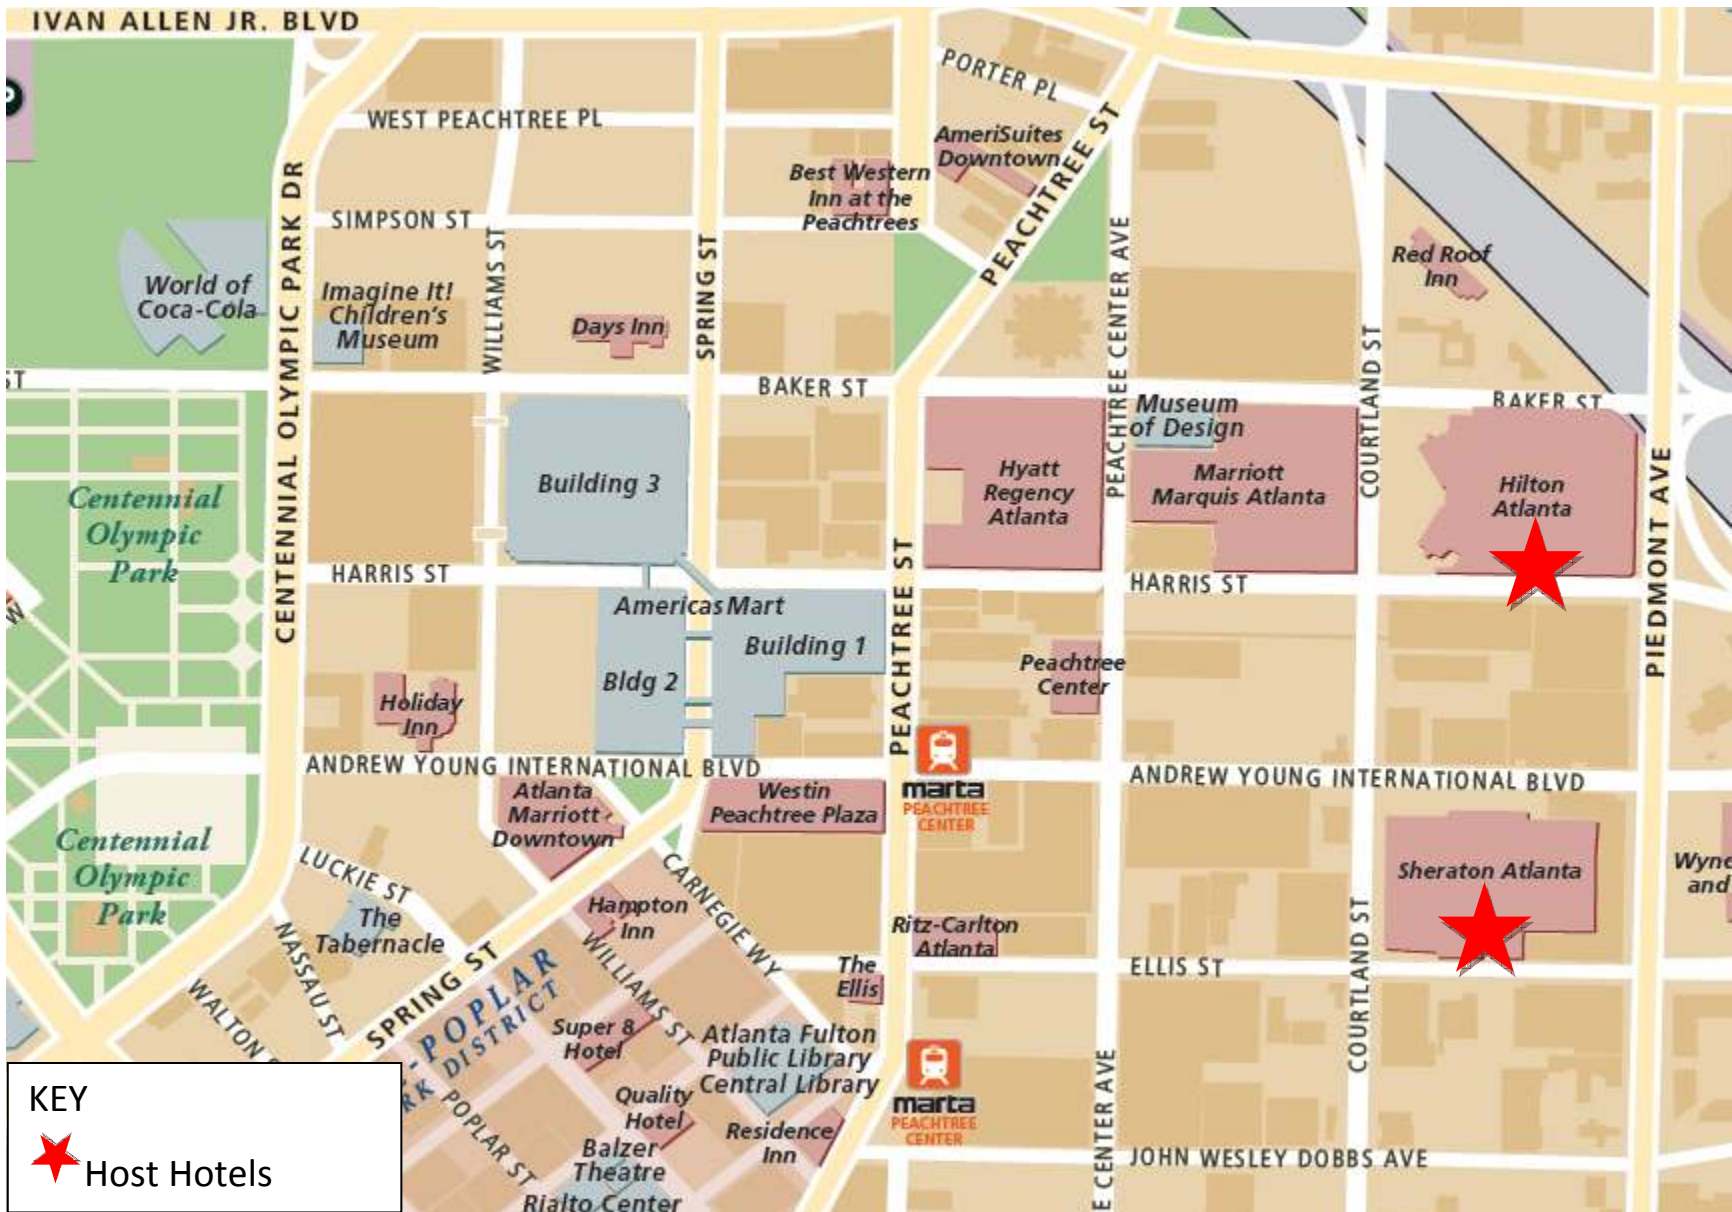 IVAN ALLEN JR. BLVD
PORTER PL
WEST PEACHTREE PL
AmeriSuites
Downtown
PEACHTREE ST
Best Western
Inn at the
Peachtrees
CENTENNIAL OLYMPIC PARK DR
SIMPSON ST
WILLIAMS ST
SPRING ST
PEACHTREE CENTER AVE
Red Roof
Inn
World of
Coca-Cola
Imagine It!
Children's
Museum
Days Inn
COURTLAND ST
ST
BAKER ST
BAKER ST
Museum
of Design
Building 3
Hyatt
Regency
Atlanta
Marriott
Marquis Atlanta
Hilton
Atlanta
PIEDMONT AVE
Centennial
Olympic
Park
HARRIS ST
HARRIS ST
PEACHTREE ST
AmericasMart
Building 1
Bldg 2
W
Holiday
Inn
Peachtree
Center
ANDREW YOUNG INTERNATIONAL BLVD
ANDREW YOUNG INTERNATIONAL BLVD
marta
PEACHTREE
CENTER
Atlanta
Marriott
Downtown
Westin
Peachtree Plaza
Centennial
Olympic
Park
LUCKIE ST
CARNEGIE WY
Sheraton Atlanta
Wyne
and
Hampton
Inn
The
Tabernacle
NASSAU ST
SPRING ST
WILLIAMS ST
Ritz-Carlton
Atlanta
ELLIS ST
COURTLAND ST
The
Ellis
WALTON S
-POPLAR
RK DISTRICT
Super 8
Hotel
Atlanta Fulton
Public Library
Central Library
marta
PEACHTREE
CENTER
E CENTER AVE
POPLAR ST
Quality
Hotel
Residence
Inn
Balzer
Theatre
Rialto Center
JOHN WESLEY DOBBS AVE
KEY
Host Hotels